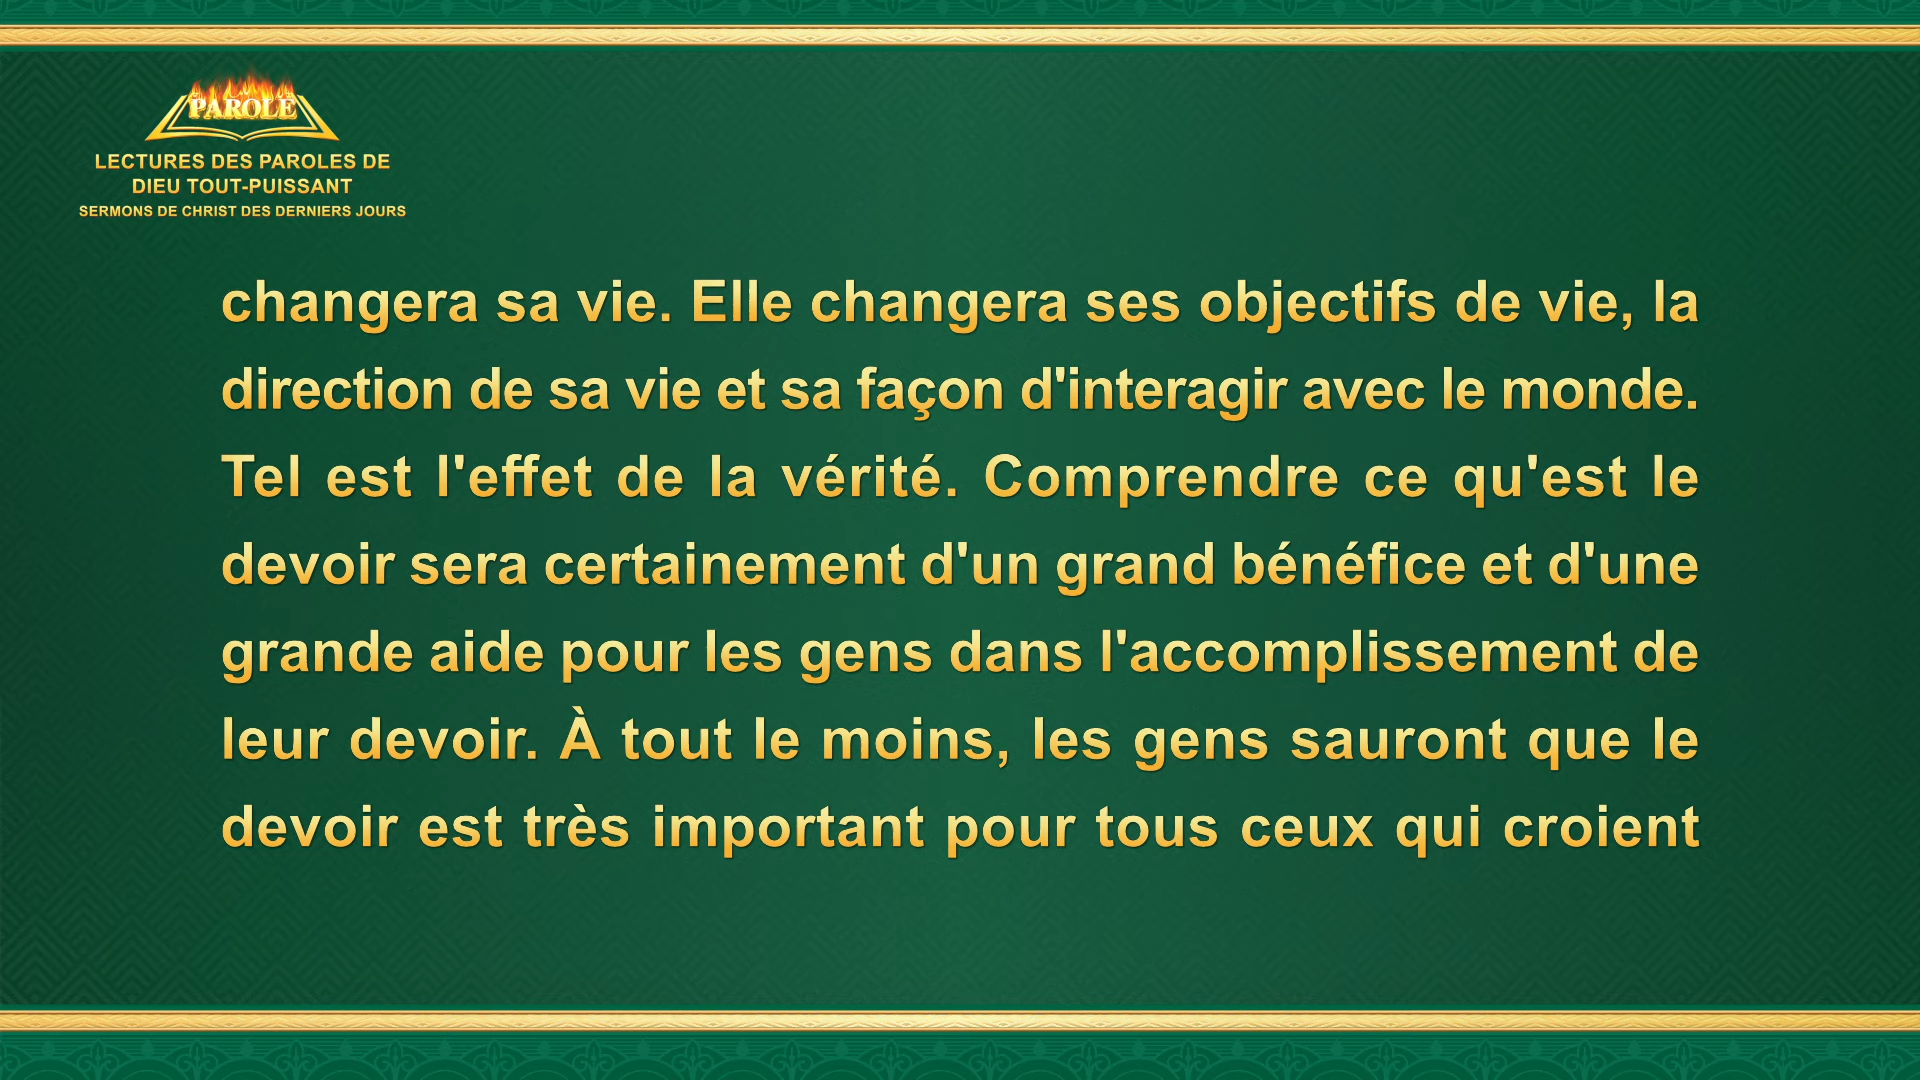 PAROLE
LECTURES DES PAROLES DE
DIEU TOUT-PUISSANT
SERMONS DE CHRIST DES DERNIERS JOURS
changera sa vie. Elle changera ses objectifs de vie, la
direction de sa vie et sa façon d'interagir avec le monde.
Tel est l'effet de la vérité. Comprendre ce qu'est le
devoir sera certainement d'un grand bénéfice et d'une
grande aide pour les gens dans l'accomplissement de
leur devoir. À tout le moins, les gens sauront que le
devoir est très important pour tous ceux qui croient